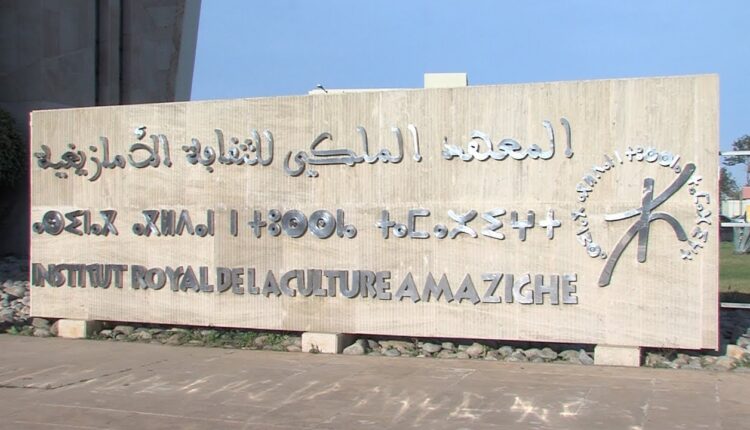 المعهد الملكي للثقافة الأمازيغية
ⴰⵙⵉⵏⴰⴳ ⴰⴳⵍⴷⴰⵏ ⵏ ⵜⵓⵙⵙⵏⴰ ⵜⴰⵎⴰⵣⵉⵖⵜ
INSTITUT ROYAL DE LA CULTURE AMAZIGHE